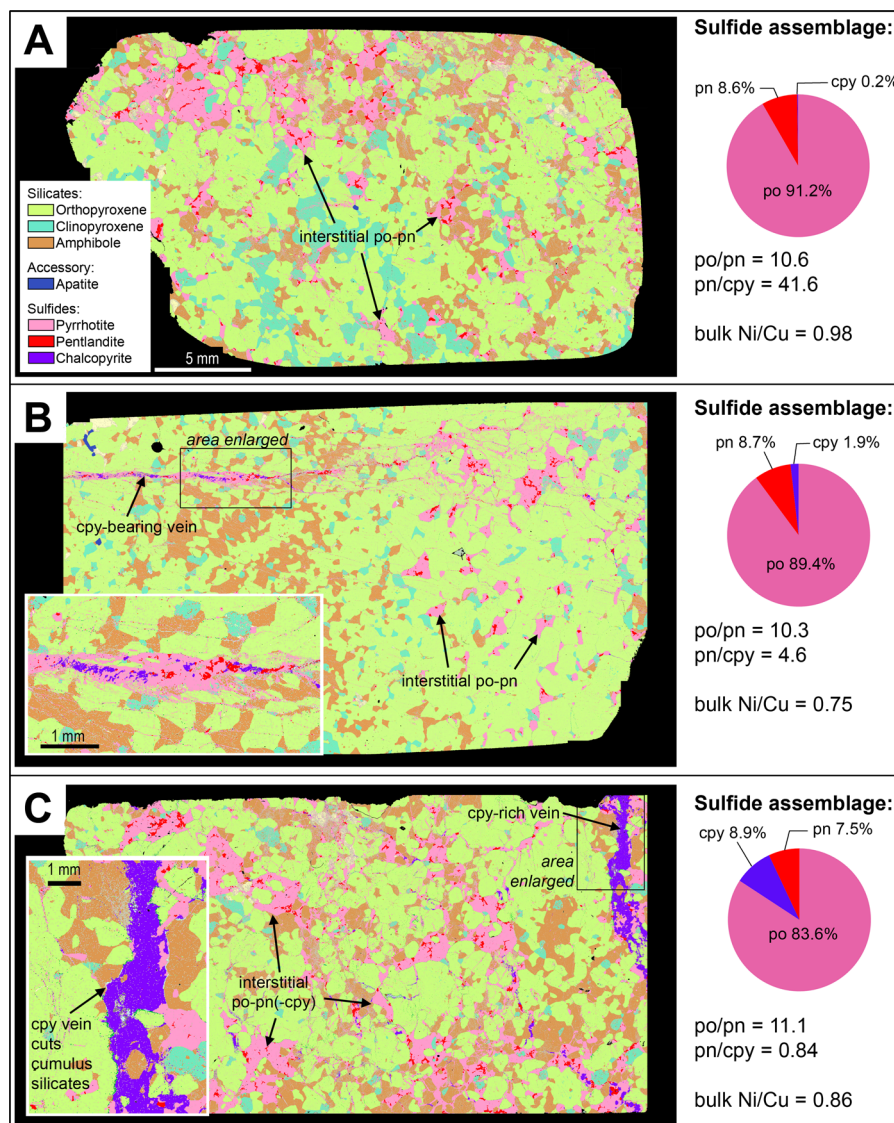 A
Silicates:
Orthopyroxene
Clinopyroxene
Amphibole
Accessory:
Apatite
Sulfides:
Pyrrhotite
Pentlandite
Chalcopyrite
5 mm
interstitial po-pn
Sulfide assemblage:
pn 8.6%
cpy 0.2%
po 91.2%
po/pn = 10.6
pn/cpy = 41.6
bulk Ni/Cu = 0.98
B
area enlarged
cpy-bearing vein
interstitial po-pn
1 mm
Sulfide assemblage:
pn 8.7%
cpy 1.9%
po 89.4%
po/pn = 10.3
pn/cpy = 4.6
bulk Ni/Cu = 0.75
C
cpy-rich vein
area
enlarged
1 mm
interstitial
po-pn(-cpy)
cpy vein
cuts
cumulus
silicates
Sulfide assemblage:
cpy 8.9%
pn 7.5%
po 83.6%
po/pn = 11.1
pn/cpy = 0.84
bulk Ni/Cu = 0.86